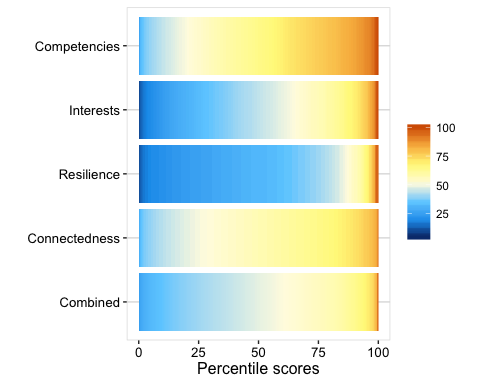 Competencies
Interests
Resilience
Connectedness
Combined
0 25 50 75 100
Percentile scores
100
75
50
25